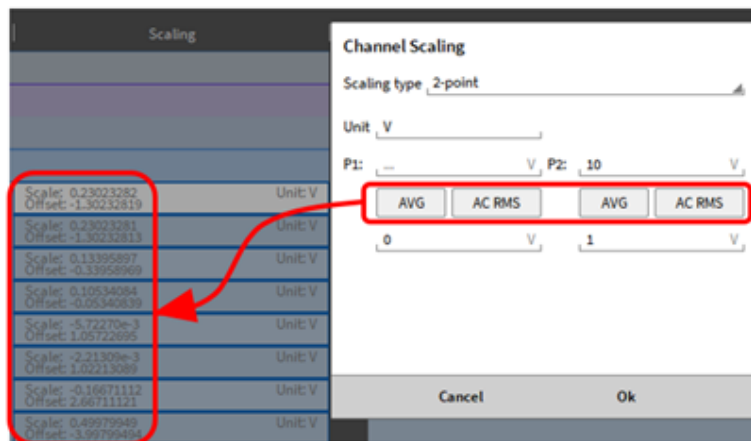 Scaling
Scale: 0.23023282 Unit: V
Offset: -1.30232819
Scale: 0.23023281 Unit: V
Offset: -1.30232813
Scale: 0.13395897 Unit: V
Offset: -0.33958969
Scale: 0.10534084 Unit: V
Offset: -0.05340839
Scale: -5.72270e-3 Unit: V
Offset: 1.05722695
Scale: -2.21309e-3 Unit: V
Offset: 1.02213089
Scale: -0.16671112 Unit: V
Offset: 2.66711121
Scale: 0.49979949 Unit: V
Offset: -3.99799494
Channel Scaling
Scaling type 2-point
Unit V
P1: ... V P2: 10 V
AVG AC RMS AVG AC RMS
0 V 1 V
Cancel Ok